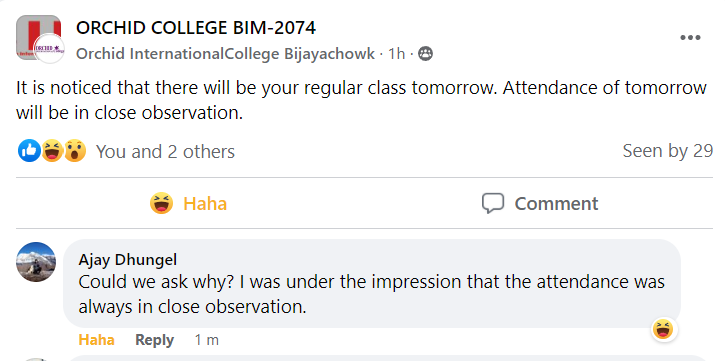 ORCHID COLLEGE BIM-2074
Orchid InternationalCollege Bijayachowk · 1h ·
It is noticed that there will be your regular class tomorrow. Attendance of tomorrow
will be in close observation.
You and 2 others
Seen by 29
Haha
Comment
Ajay Dhungel
Could we ask why? I was under the impression that the attendance was
always in close observation.
Haha Reply 1 m